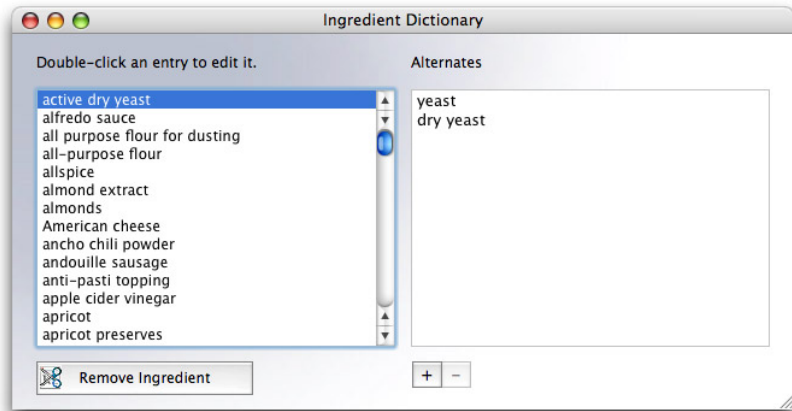 Ingredient Dictionary
Double-click an entry to edit it.
active dry yeast
alfredo sauce
all purpose flour for dusting
all-purpose flour
allspice
almond extract
almonds
American cheese
ancho chili powder
andouille sausage
anti-pasti topping
apple cider vinegar
apricot
apricot preserves
Remove Ingredient
Alternates
yeast
dry yeast
+ −